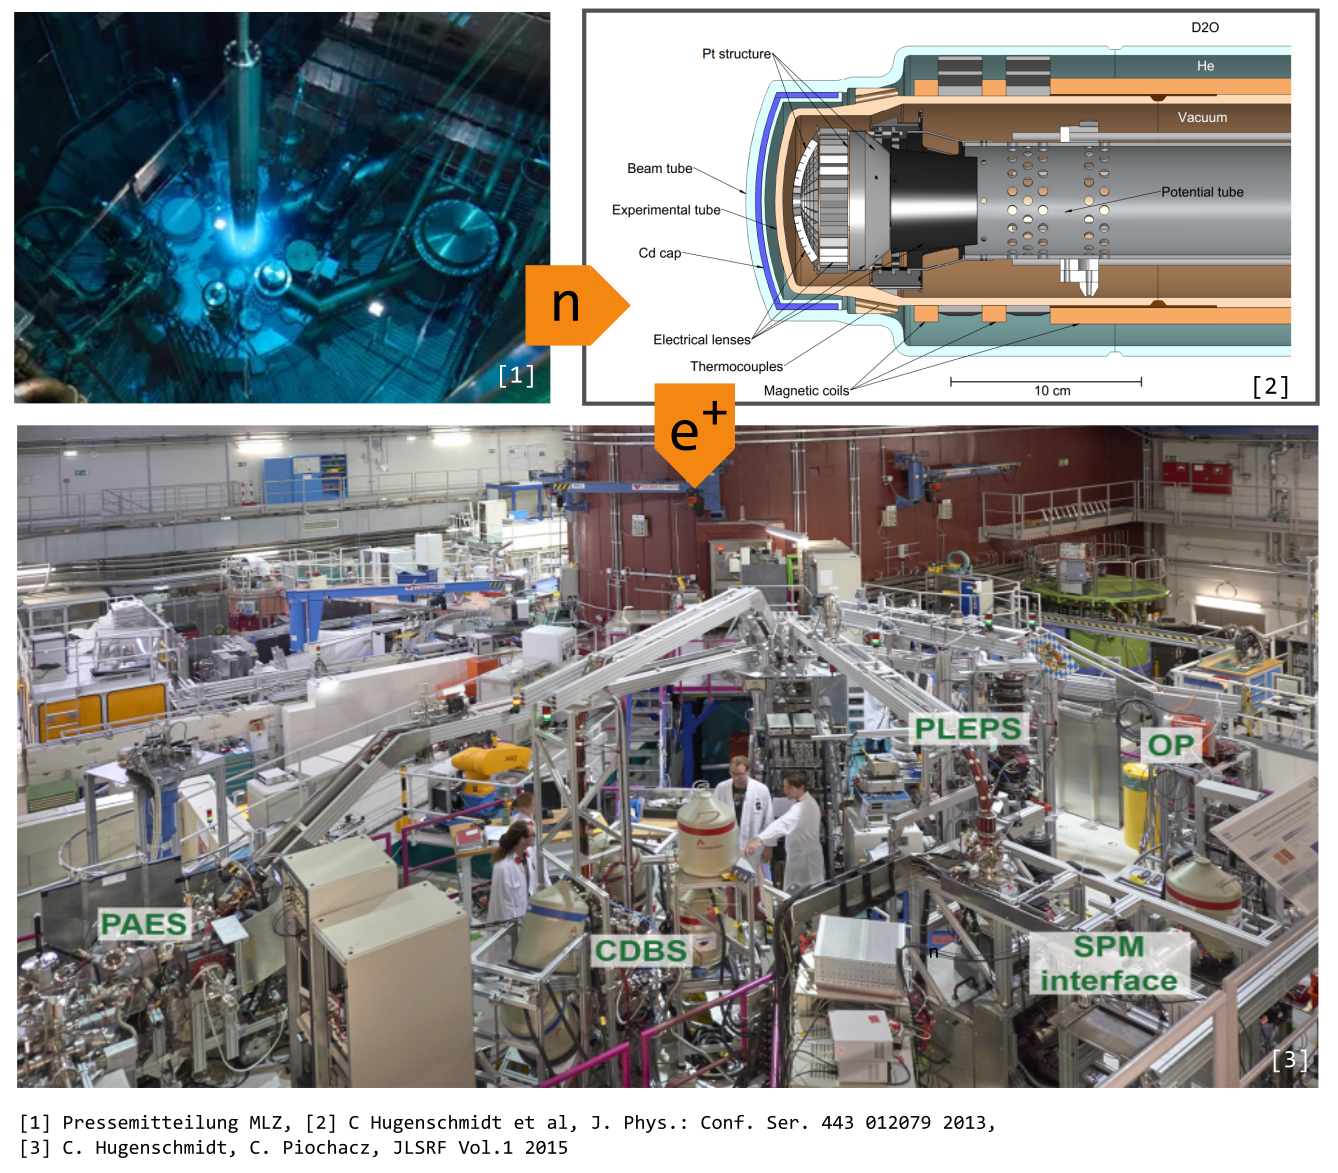 D2O
Pt structure
He
Vacuum
Beam tube
Potential tube
Experimental tube
Cd cap
n
Electrical lenses
Thermocouples
Magnetic coils
10 cm
[1]
[2]
e+
PLEPS
OP
PAES
CDBS
n
SPM
interface
[3]
[1] Pressemitteilung MLZ, [2] C Hugenschmidt et al, J. Phys.: Conf. Ser. 443 012079 2013,
[3] C. Hugenschmidt, C. Piochacz, JLSRF Vol.1 2015